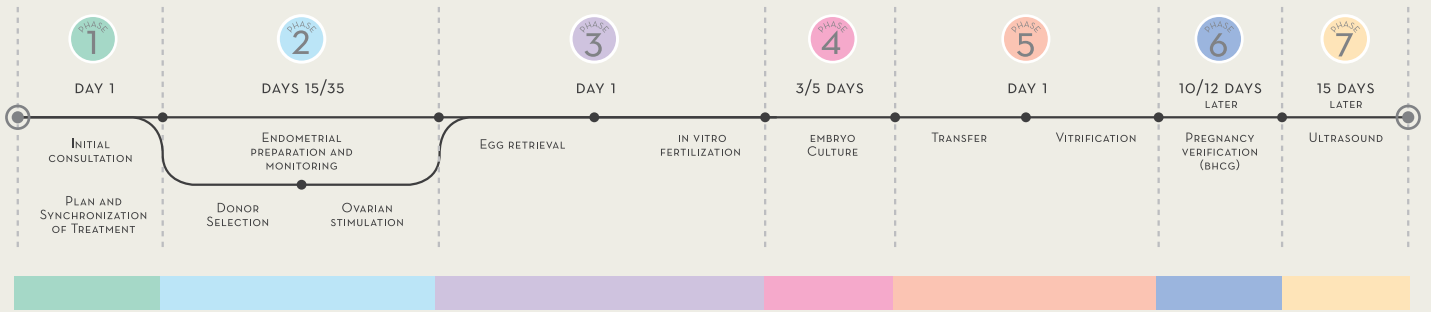 PHASE
1
DAY 1
INITIAL
CONSULTATION
PLAN AND
SYNCHRONIZATION
OF TREATMENT
PHASE
2
DAYS 15/35
ENDOMETRIAL
PREPARATION AND
MONITORING
DONOR
SELECTION
OVARIAN
STIMULATION
PHASE
3
DAY 1
EGG RETRIEVAL
IN VITRO
FERTILIZATION
PHASE
4
3/5 DAYS
EMBRYO
CULTURE
PHASE
5
DAY 1
TRANSFER
VITRIFICATION
PHASE
6
10/12 DAYS
LATER
PREGNANCY
VERIFICATION
(BHCG)
PHASE
7
15 DAYS
LATER
ULTRASOUND